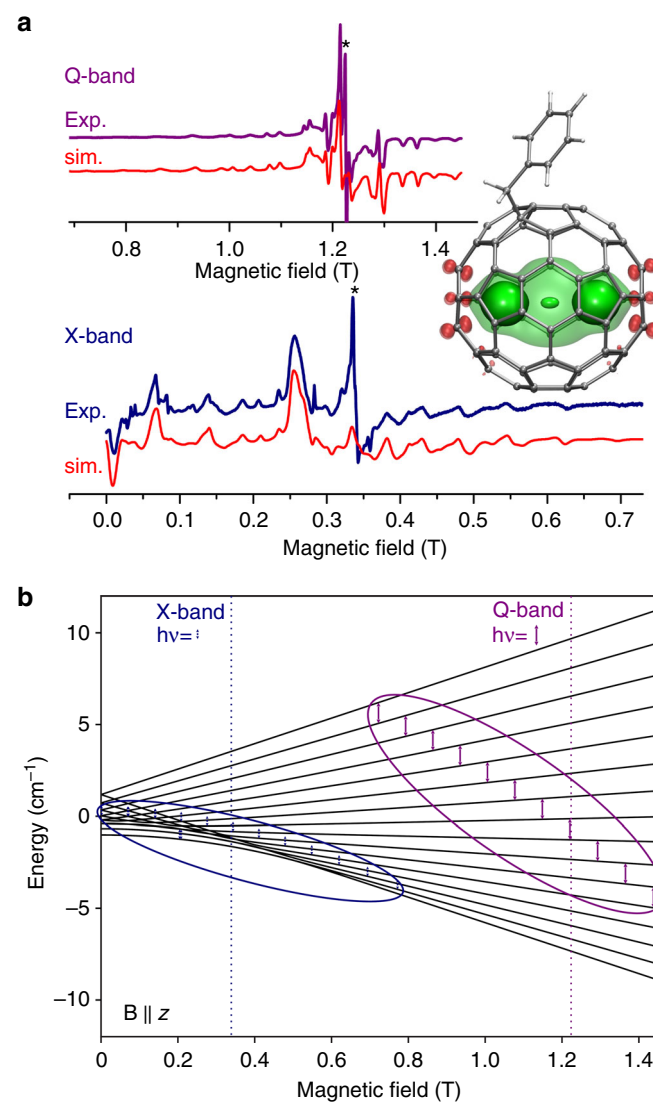 a
Q-band
*
Exp.
sim.
0.8 1.0 1.2 1.4
Magnetic field (T)
X-band
*
Exp.
sim.
0.0 0.1 0.2 0.3 0.4 0.5 0.6 0.7
Magnetic field (T)
b
X-band
hν=
Q-band
hν=
10
5
0
−5
−10
Energy (cm⁻¹)
B || z
0 0.2 0.4 0.6 0.8 1.0 1.2 1.4
Magnetic field (T)